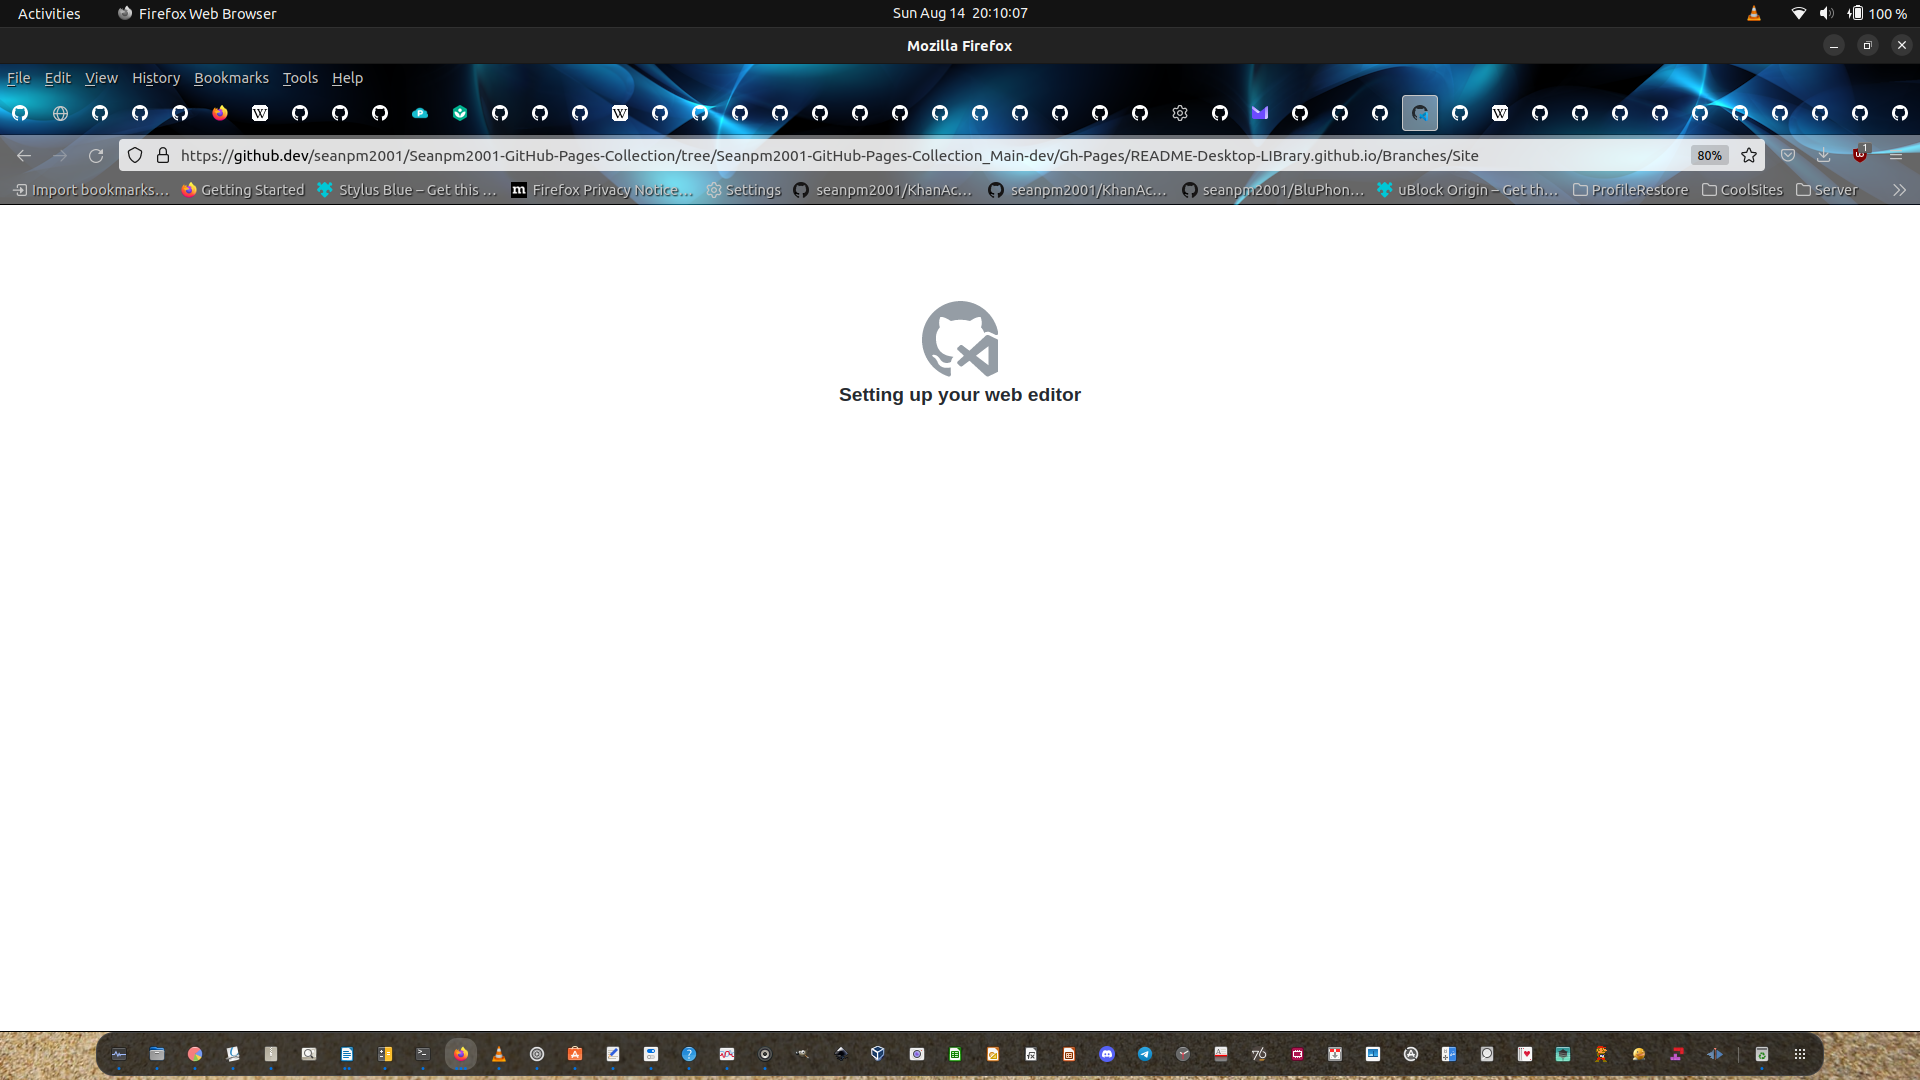 Activities Firefox Web Browser Sun Aug 14 20:10:07 100 %
Mozilla Firefox
File Edit View History Bookmarks Tools Help
https://github.dev/seanpm2001/Seanpm2001-GitHub-Pages-Collection/tree/Seanpm2001-GitHub-Pages-Collection_Main-dev/Gh-Pages/README-Desktop-LIBrary.github.io/Branches/Site 80% 1
Import bookmarks… Getting Started Stylus Blue – Get this … Firefox Privacy Notice… Settings seanpm2001/KhanAc… seanpm2001/KhanAc… seanpm2001/BluPhon… uBlock Origin – Get th… ProfileRestore CoolSites Server
Setting up your web editor